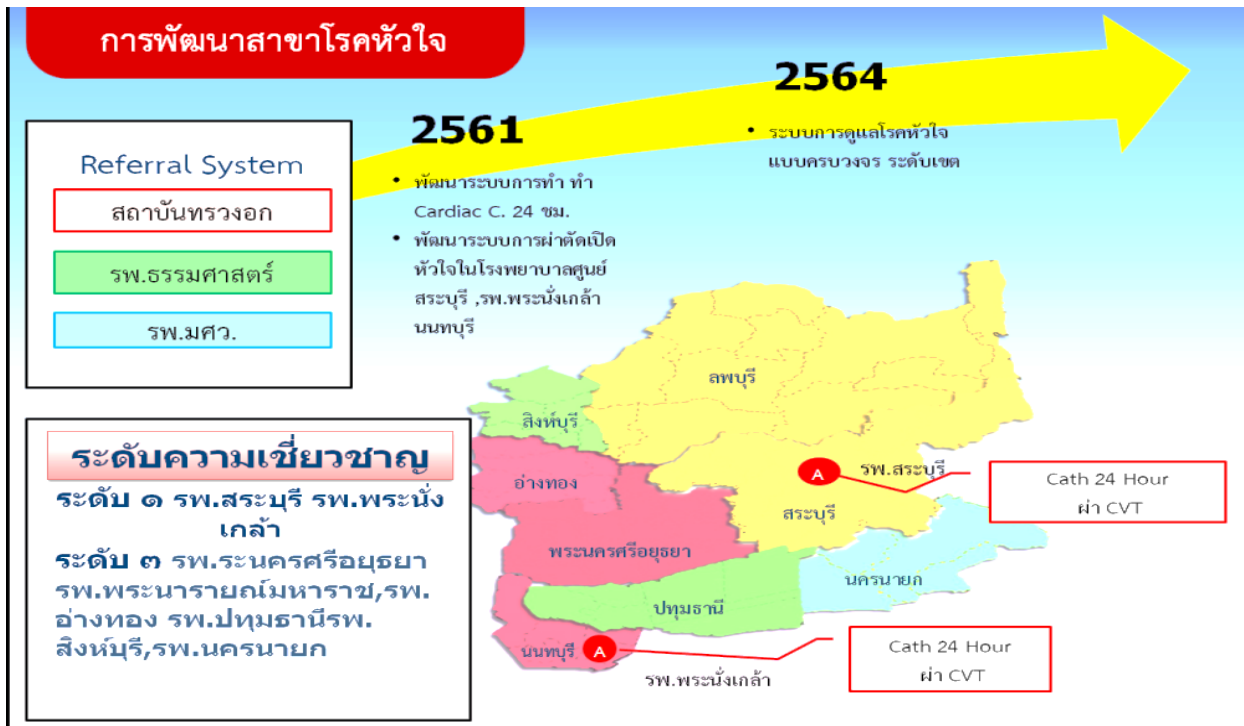 การพัฒนาสาขาโรคหัวใจ
2561
• พัฒนาระบบการทำ ทำ
Cardiac C. 24 ชม.
• พัฒนาระบบการผ่าตัดเปิด
หัวใจในโรงพยาบาลศูนย์
สระบุรี ,รพ.พระนั่งเกล้า
นนทบุรี
2564
• ระบบการดูแลโรคหัวใจ
แบบครบวงจร ระดับเขต
Referral System
สถาบันทรวงอก
รพ.ธรรมศาสตร์
รพ.มศว.
ระดับความเชี่ยวชาญ
ระดับ ๑ รพ.สระบุรี รพ.พระนั่ง
เกล้า
ระดับ ๓ รพ.ระนครศรีอยุธยา
รพ.พระนารายณ์มหาราช,รพ.
อ่างทอง รพ.ปทุมธานีรพ.
สิงห์บุรี,รพ.นครนายก
ลพบุรี
สิงห์บุรี
อ่างทอง
A
รพ.สระบุรี
สระบุรี
Cath 24 Hour
ผ่า CVT
พระนครศรีอยุธยา
นครนายก
ปทุมธานี
นนทบุรี
A
รพ.พระนั่งเกล้า
Cath 24 Hour
ผ่า CVT